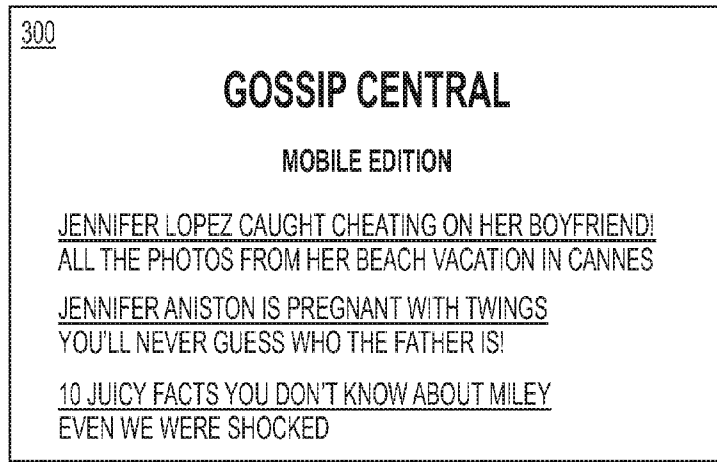 300
GOSSIP CENTRAL
MOBILE EDITION
JENNIFER LOPEZ CAUGHT CHEATING ON HER BOYFRIEND!
ALL THE PHOTOS FROM HER BEACH VACATION IN CANNES
JENNIFER ANISTON IS PREGNANT WITH TWINGS
YOU'LL NEVER GUESS WHO THE FATHER IS!
10 JUICY FACTS YOU DON'T KNOW ABOUT MILEY
EVEN WE WERE SHOCKED